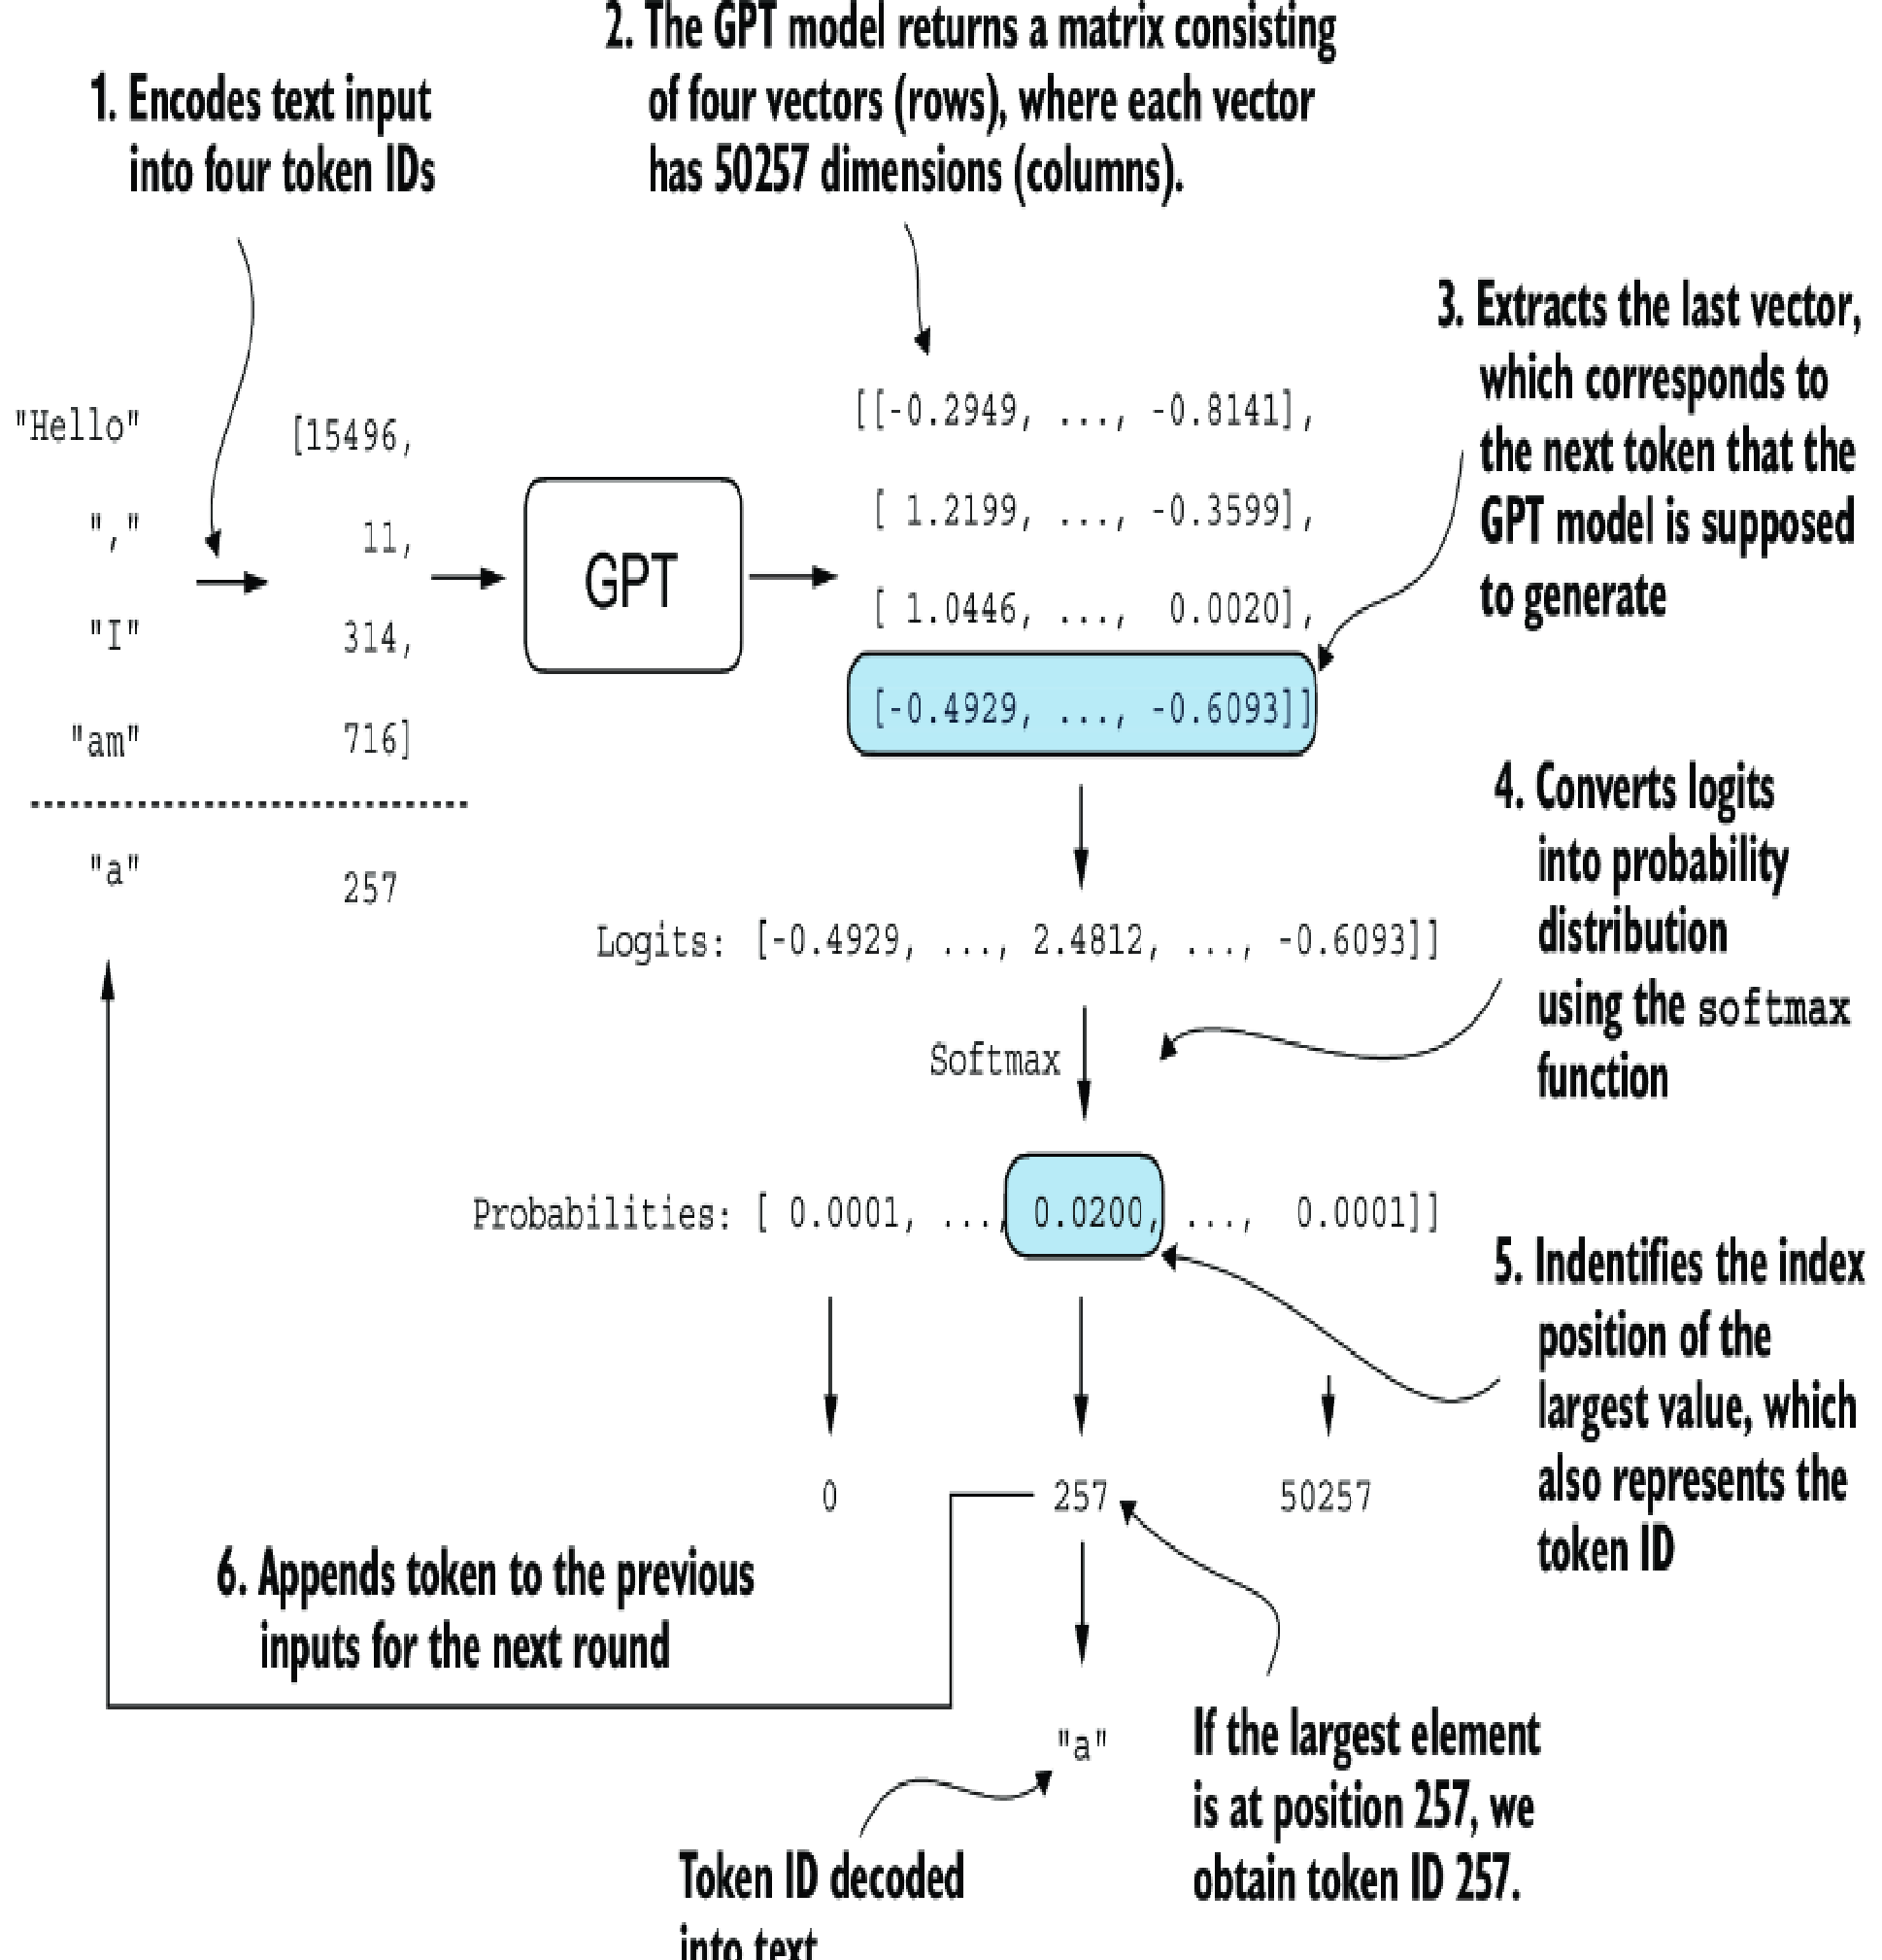 2. The GPT model returns a matrix consisting
of four vectors (rows), where each vector
has 50257 dimensions (columns).
1. Encodes text input
into four token IDs
3. Extracts the last vector,
which corresponds to
the next token that the
GPT model is supposed
to generate
"Hello"
","
"I"
"am"
"a"
[15496,
11,
314,
716]
257
GPT
[[-0.2949, ..., -0.8141],
[ 1.2199, ..., -0.3599],
[ 1.0446, ..., 0.0020],
[-0.4929, ..., -0.6093]]
4. Converts logits
into probability
distribution
using the softmax
function
Logits: [-0.4929, ..., 2.4812, ..., -0.6093]]
Softmax
Probabilities: [ 0.0001, ..., 0.0200, ..., 0.0001]]
5. Indentifies the index
position of the
largest value, which
also represents the
token ID
0 257 50257
6. Appends token to the previous
inputs for the next round
"a"
If the largest element
is at position 257, we
obtain token ID 257.
Token ID decoded
into text